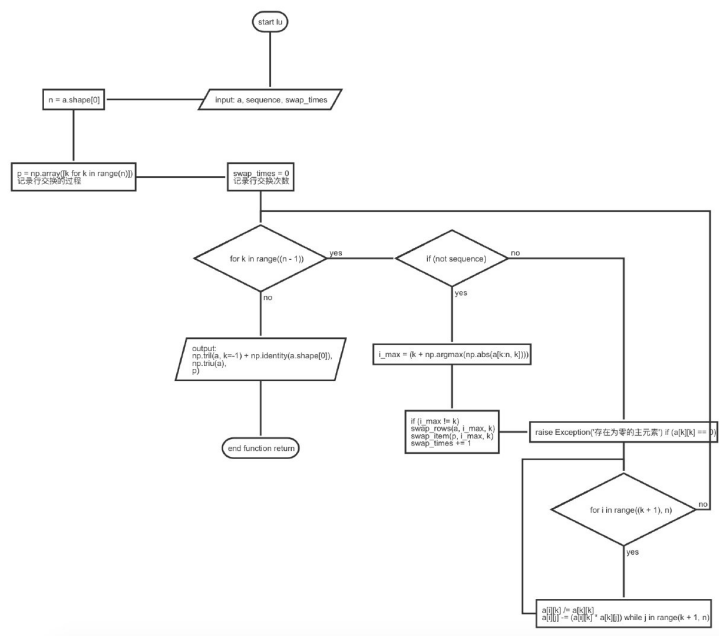 start lu
n = a.shape[0]
input: a, sequence, swap_times
p = np.array([k for k in range(n)])
记录行交换的过程
swap_times = 0
记录行交换次数
for k in range((n - 1))
yes
if (not sequence)
no
no
yes
output:
np.tril(a, k=-1) + np.identity(a.shape[0]),
np.triu(a),
p)
i_max = (k + np.argmax(np.abs(a[k:n, k])))
if (i_max != k)
swap_rows(a, i_max, k)
swap_item(p, i_max, k)
swap_times += 1
raise Exception('存在为零的主元素') if (a[k][k] == 0)
end function return
for i in range((k + 1), n)
no
yes
a[i][k] /= a[k][k]
a[i][j] -= (a[i][k] * a[k][j]) while j in range(k + 1, n)